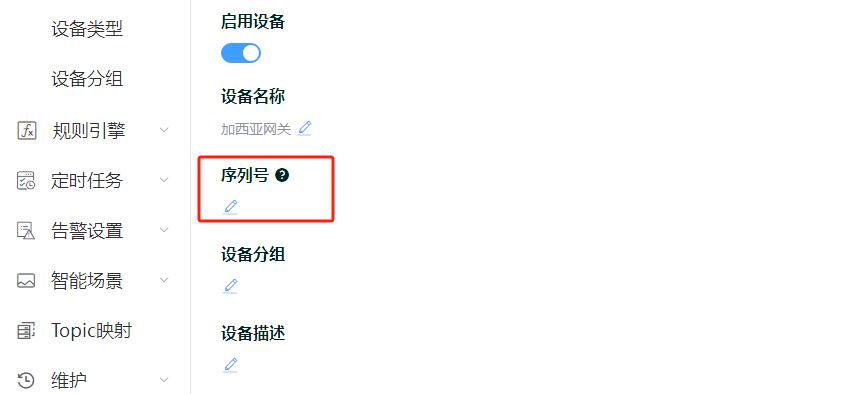 设备类型
设备分组
规则引擎
定时任务
告警设置
智能场景
Topic映射
维护
启用设备
设备名称
加西亚网关
序列号
设备分组
设备描述